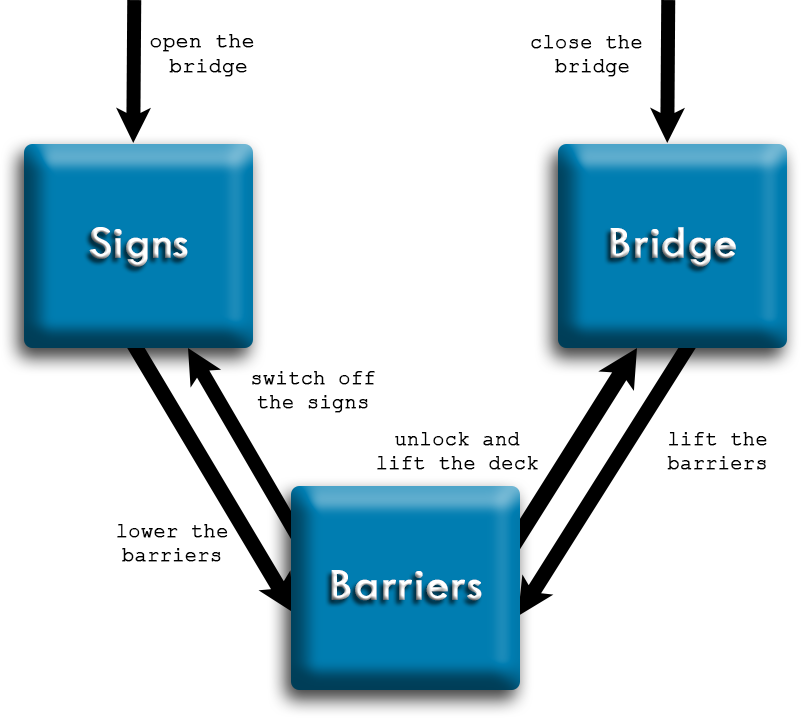 open the
bridge
close the
bridge
Signs
Bridge
switch off
the signs
unlock and
lift the deck
lift the
barriers
lower the
barriers
Barriers